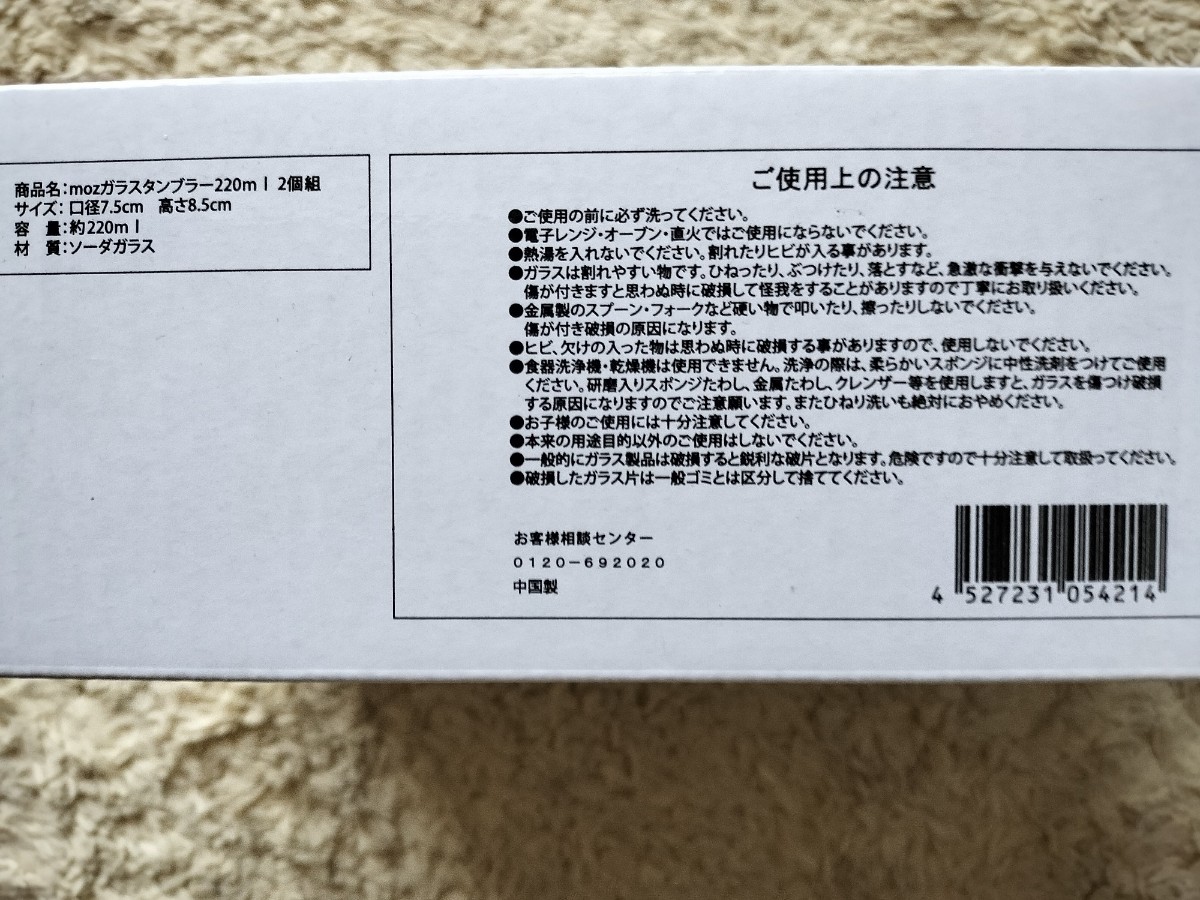 商品名：mozガラスタンブラー220ｍｌ 2個組
サイズ：口径7.5cm　高さ8.5cm
容　量：約220ｍｌ
材　質：ソーダガラス
ご使用上の注意
●ご使用の前に必ず洗ってください。
●電子レンジ・オーブン・直火ではご使用にならないでください。
●熱湯を入れないでください。割れたりヒビが入る事があります。
●ガラスは割れやすい物です。ひねったり、ぶつけたり、落とすなど、急激な衝撃を与えないでください。
傷が付きますと思わぬ時に破損して怪我をすることがありますので丁寧にお取り扱いください。
●金属製のスプーン・フォークなど硬い物で叩いたり、擦ったりしないでください。
傷が付き破損の原因になります。
●ヒビ、欠けの入った物は思わぬ時に破損する事がありますので、使用しないでください。
●食器洗浄機・乾燥機は使用できません。洗浄の際は、柔らかいスポンジに中性洗剤をつけてご使用
ください。研磨入りスポンジたわし、金属たわし、クレンザー等を使用しますと、ガラスを傷つけ破損
する原因になりますのでご注意願います。またひねり洗いも絶対におやめください。
●お子様のご使用には十分注意してください。
●本来の用途目的以外のご使用はしないでください。
●一般的にガラス製品は破損すると鋭利な破片となります。危険ですので十分注意して取扱ってください。
●破損したガラス片は一般ゴミとは区分して捨ててください。
お客様相談センター
０１２０－６９２０２０
中国製
4 527231 054214